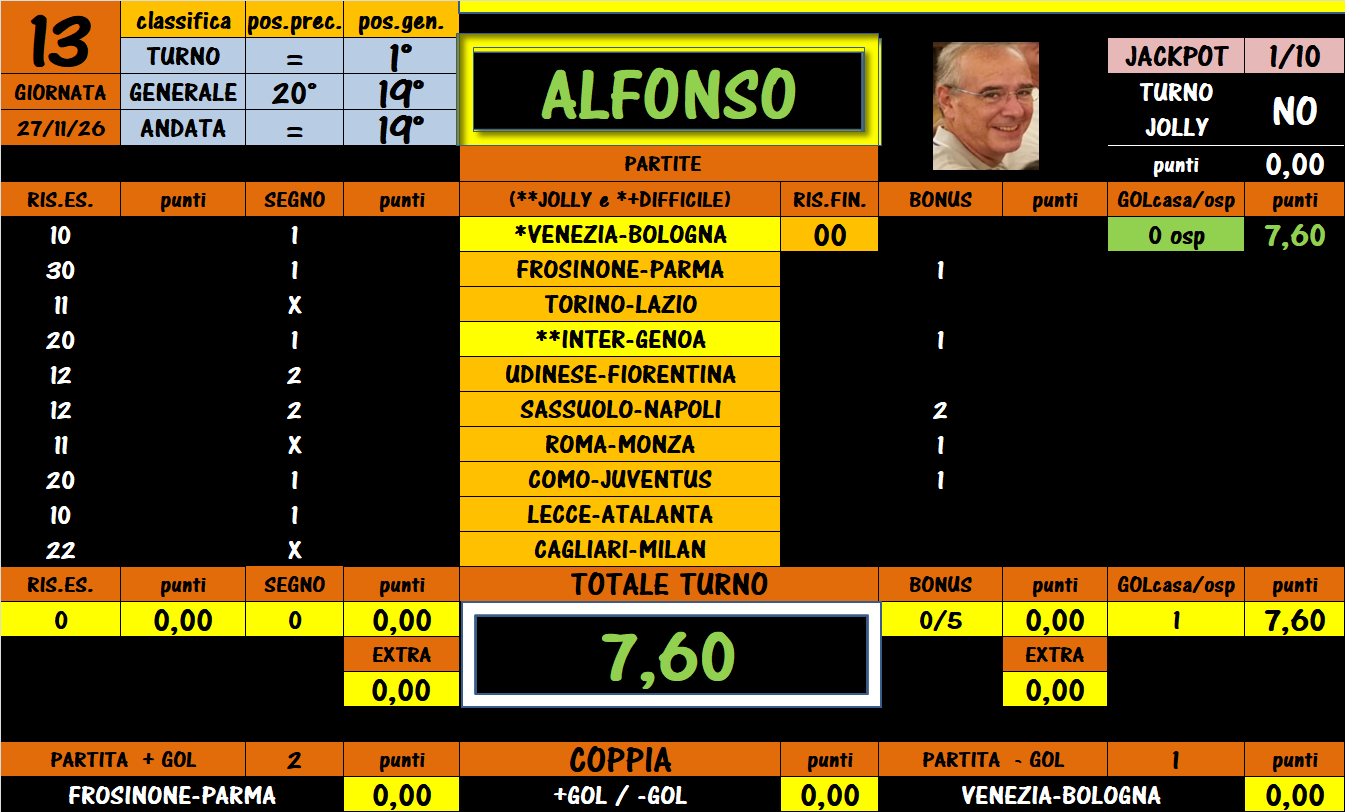 13 classifica pos.prec. pos.gen.
TURNO = 1°
GIORNATA GENERALE 20° 19°
27/11/26 ANDATA = 19°
ALFONSO
JACKPOT 1/10
TURNO JOLLY NO
punti 0,00
PARTITE
RIS.ES. punti SEGNO punti (**JOLLY e *+DIFFICILE) RIS.FIN. BONUS punti GOLcasa/osp punti
10 1 *VENEZIA-BOLOGNA 00 0 osp 7,60
30 1 FROSINONE-PARMA 1
11 X TORINO-LAZIO
20 1 **INTER-GENOA 1
12 2 UDINESE-FIORENTINA
12 2 SASSUOLO-NAPOLI 2
11 X ROMA-MONZA 1
20 1 COMO-JUVENTUS 1
10 1 LECCE-ATALANTA
22 X CAGLIARI-MILAN
RIS.ES. punti SEGNO punti TOTALE TURNO BONUS punti GOLcasa/osp punti
0 0,00 0 0,00 7,60 0/5 0,00 1 7,60
EXTRA EXTRA
0,00 0,00
PARTITA + GOL 2 punti COPPIA punti PARTITA - GOL 1 punti
FROSINONE-PARMA 0,00 +GOL / -GOL 0,00 VENEZIA-BOLOGNA 0,00